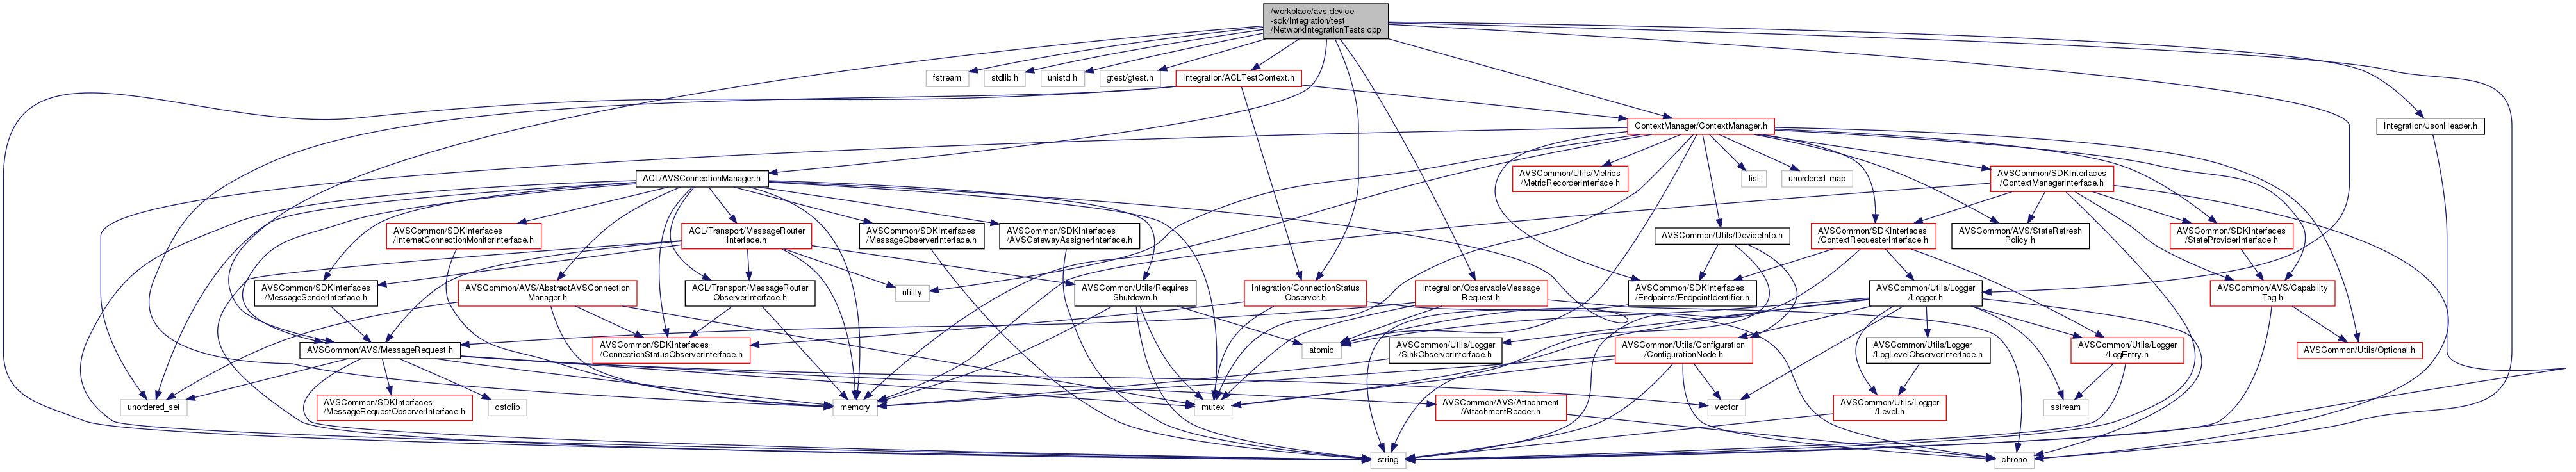 /workplace/avs-device
-sdk/Integration/test
/NetworkIntegrationTests.cpp
fstream
stdlib.h
unistd.h
gtest/gtest.h
Integration/ACLTestContext.h
ContextManager/ContextManager.h
Integration/JsonHeader.h
ACL/AVSConnectionManager.h
AVSCommon/Utils/Metrics
/MetricRecorderInterface.h
list
unordered_map
AVSCommon/SDKInterfaces
/ContextManagerInterface.h
AVSCommon/SDKInterfaces
/InternetConnectionMonitorInterface.h
ACL/Transport/MessageRouter
Interface.h
AVSCommon/SDKInterfaces
/MessageObserverInterface.h
AVSCommon/SDKInterfaces
/AVSGatewayAssignerInterface.h
AVSCommon/Utils/DeviceInfo.h
AVSCommon/SDKInterfaces
/ContextRequesterInterface.h
AVSCommon/AVS/StateRefresh
Policy.h
AVSCommon/SDKInterfaces
/StateProviderInterface.h
AVSCommon/SDKInterfaces
/MessageSenderInterface.h
AVSCommon/AVS/AbstractAVSConnection
Manager.h
ACL/Transport/MessageRouter
ObserverInterface.h
utility
AVSCommon/Utils/Requires
Shutdown.h
Integration/ConnectionStatus
Observer.h
Integration/ObservableMessage
Request.h
AVSCommon/SDKInterfaces
/Endpoints/EndpointIdentifier.h
AVSCommon/Utils/Logger
/Logger.h
AVSCommon/AVS/Capability
Tag.h
AVSCommon/AVS/MessageRequest.h
AVSCommon/SDKInterfaces
/ConnectionStatusObserverInterface.h
atomic
AVSCommon/Utils/Logger
/SinkObserverInterface.h
AVSCommon/Utils/Configuration
/ConfigurationNode.h
AVSCommon/Utils/Logger
/LogLevelObserverInterface.h
AVSCommon/Utils/Logger
/LogEntry.h
AVSCommon/Utils/Optional.h
unordered_set
AVSCommon/SDKInterfaces
/MessageRequestObserverInterface.h
cstdlib
memory
mutex
AVSCommon/AVS/Attachment
/AttachmentReader.h
vector
AVSCommon/Utils/Logger
/Level.h
sstream
string
chrono